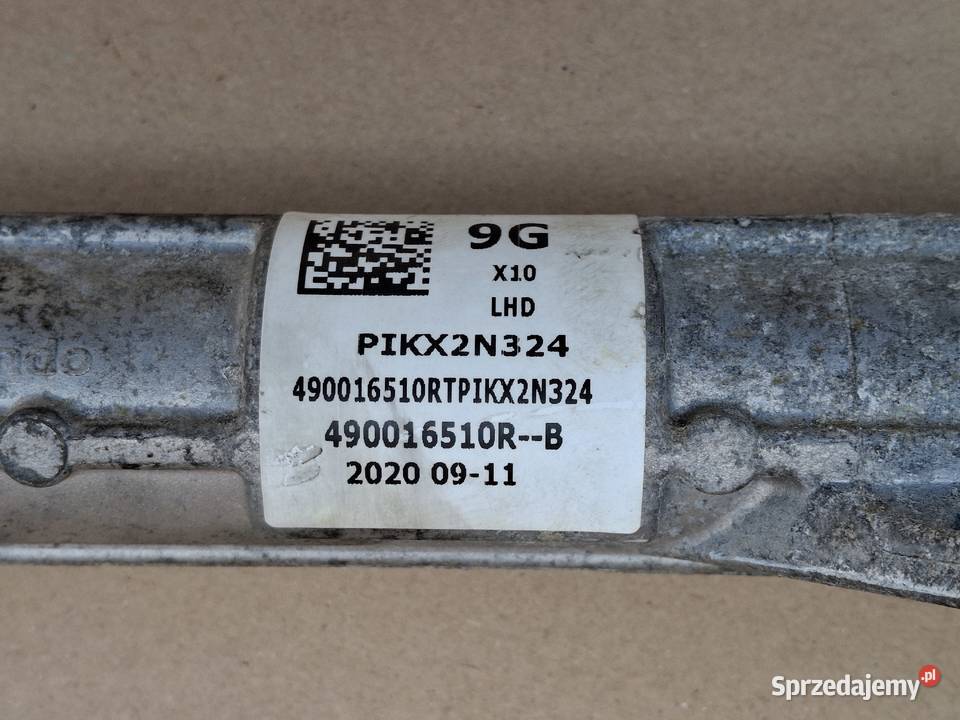 9G
X10
LHD
PIKX2N324
490016510RTPIKX2N324
490016510R--B
2020 09-11
Sprzedajemy.pl